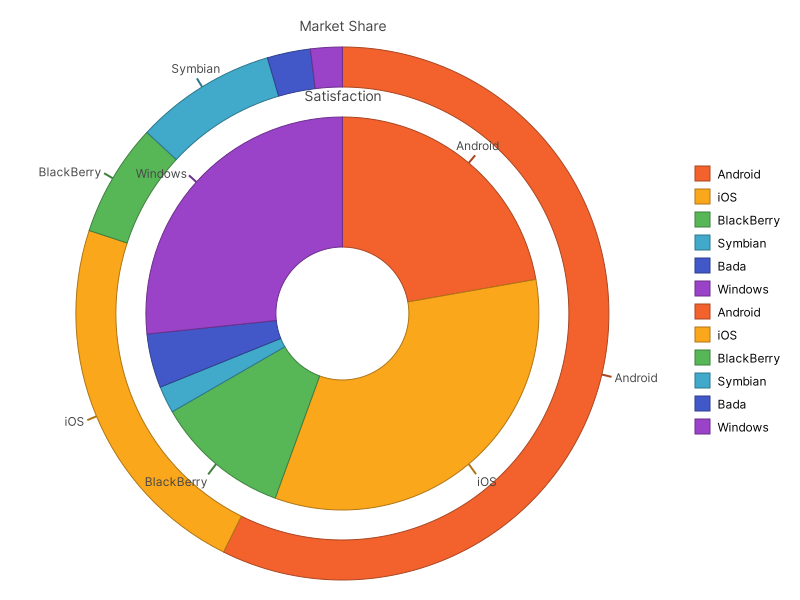 Market Share
Symbian
Satisfaction
Android
BlackBerry
Windows
Android
iOS
BlackBerry
iOS
Android
iOS
BlackBerry
Symbian
Bada
Windows
Android
iOS
BlackBerry
Symbian
Bada
Windows